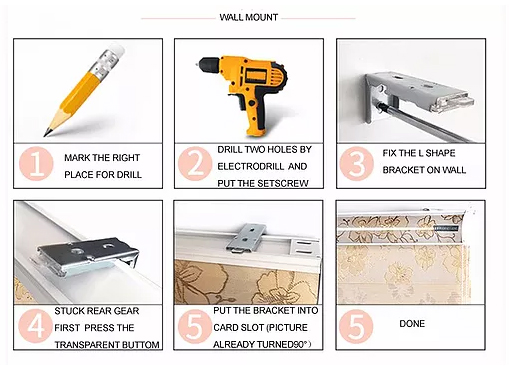 WALL MOUNT
1
MARK THE RIGHT
PLACE FOR DRILL
2
DRILL TWO HOLES BY
ELECTRODRILL AND
PUT THE SETSCREW
3
FIX THE L SHAPE
BRACKET ON WALL
4
STUCK REAR GEAR
FIRST PRESS THE
TRANSPARENT BUTTOM
5
PUT THE BRACKET INTO
CARD SLOT (PICTURE
ALREADY TURNED90°)
5
DONE